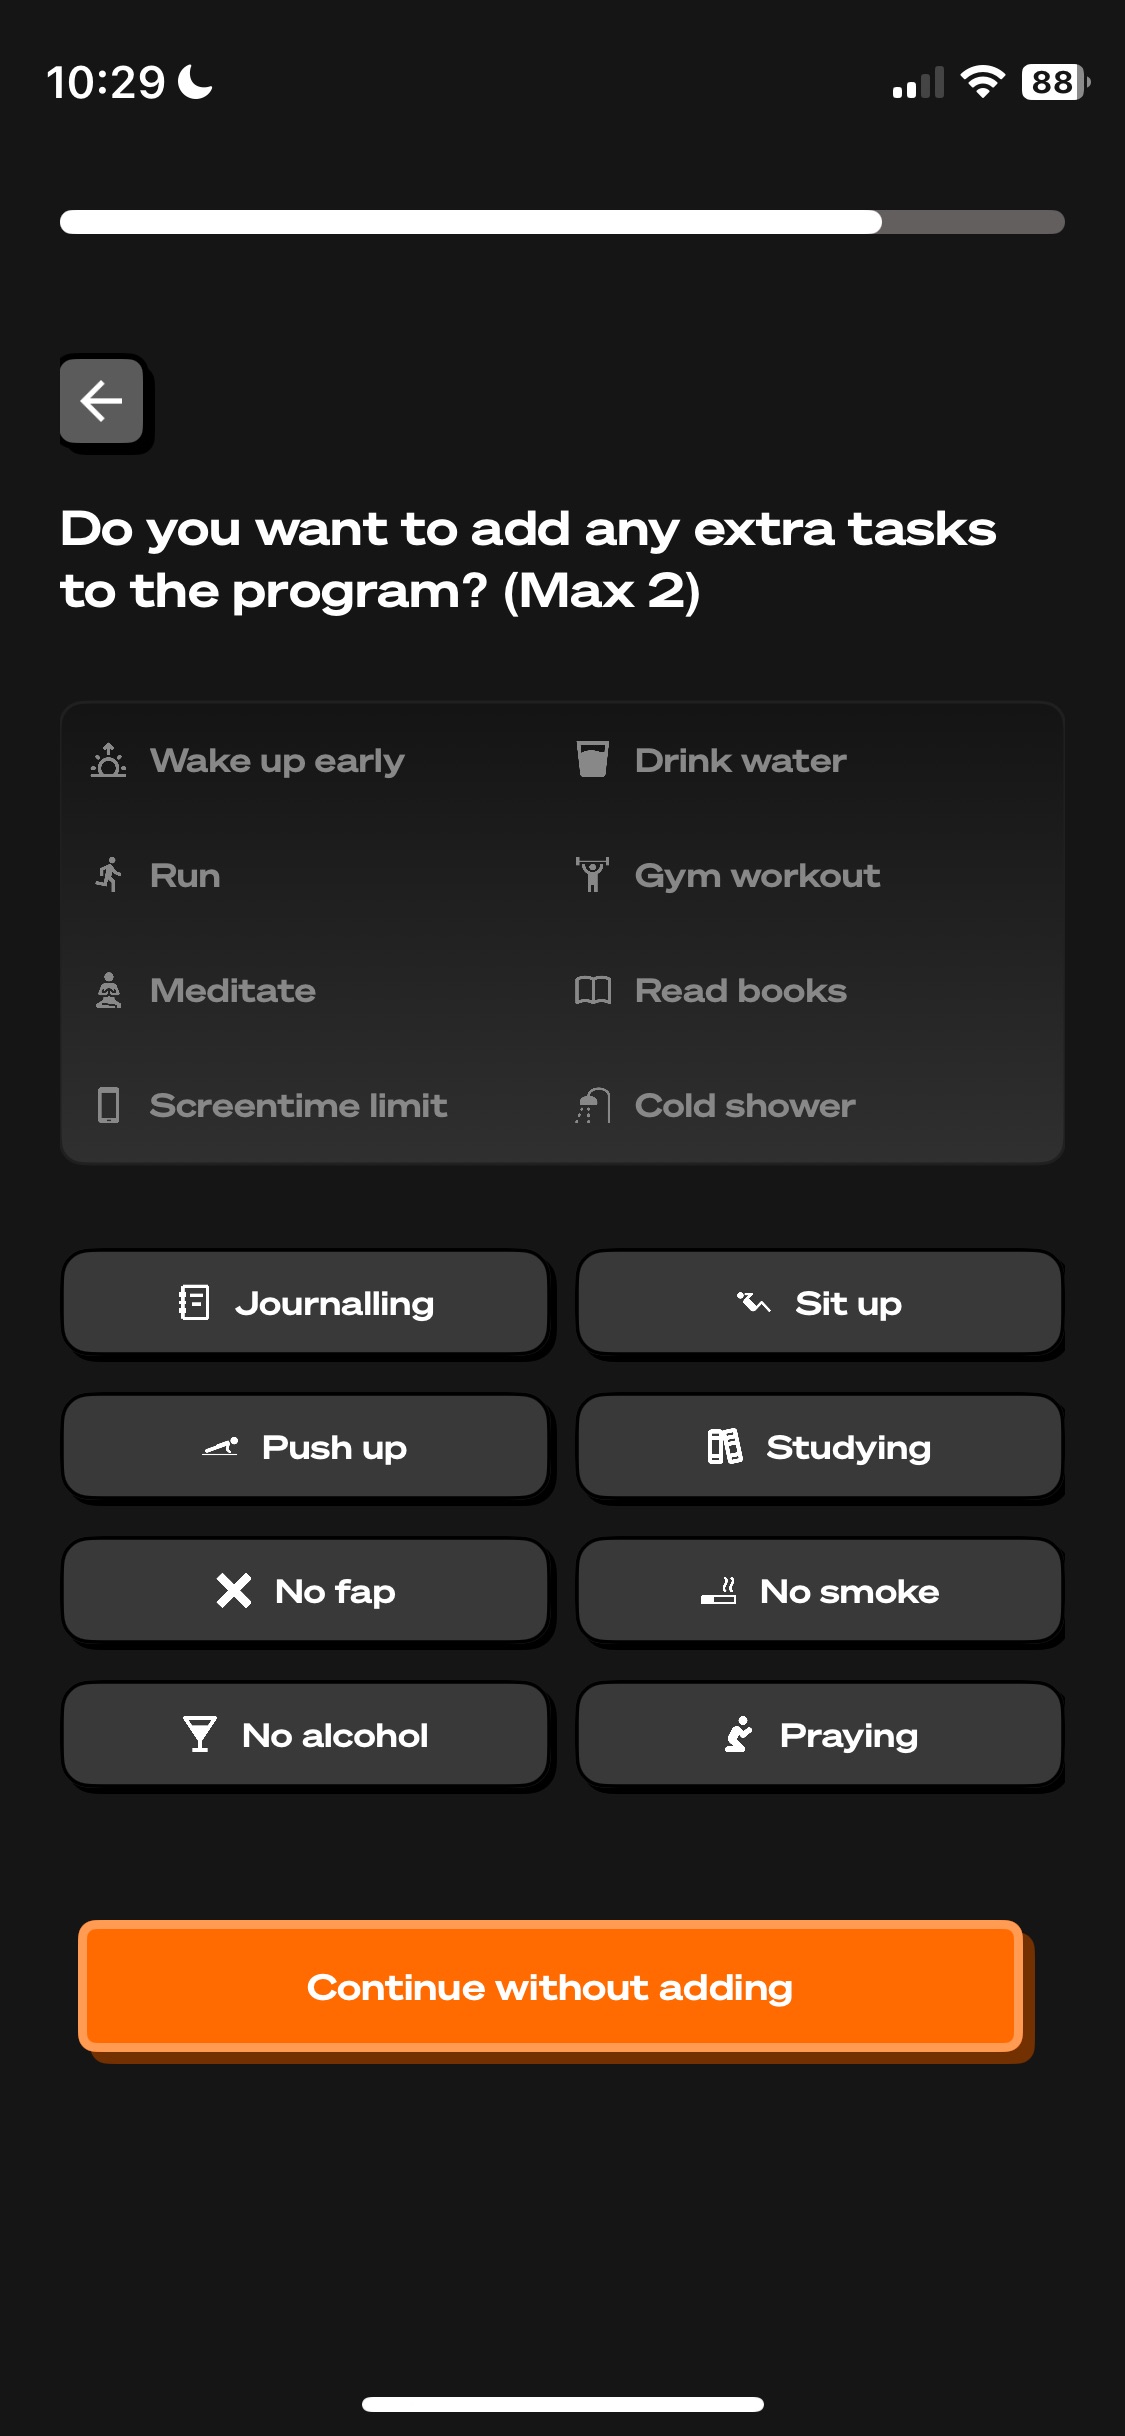 10:29
88
Do you want to add any extra tasks
to the program? (Max 2)
Wake up early
Drink water
Run
Gym workout
Meditate
Read books
Screentime limit
Cold shower
Journalling
Sit up
Push up
Studying
No fap
No smoke
No alcohol
Praying
Continue without adding